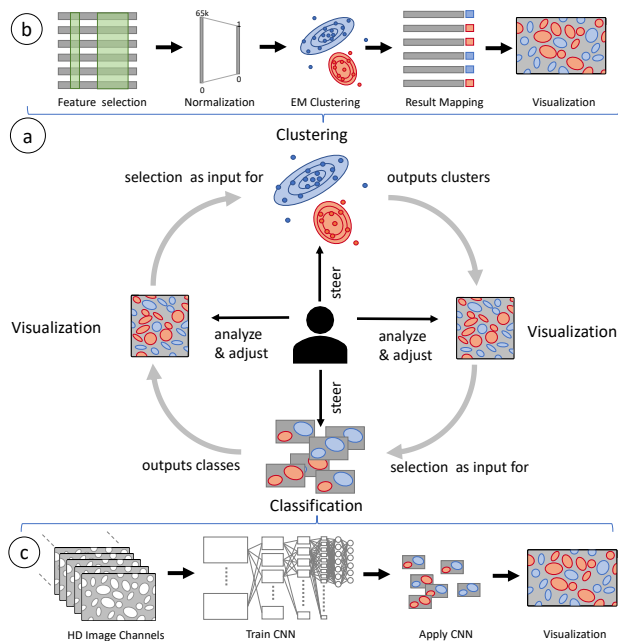 b
65k
1
0
0
Feature selection
Normalization
EM Clustering
Result Mapping
Visualization
a
Clustering
selection as input for
outputs clusters
steer
Visualization
analyze
& adjust
analyze
& adjust
Visualization
steer
outputs classes
selection as input for
Classification
c
HD Image Channels
Train CNN
Apply CNN
Visualization